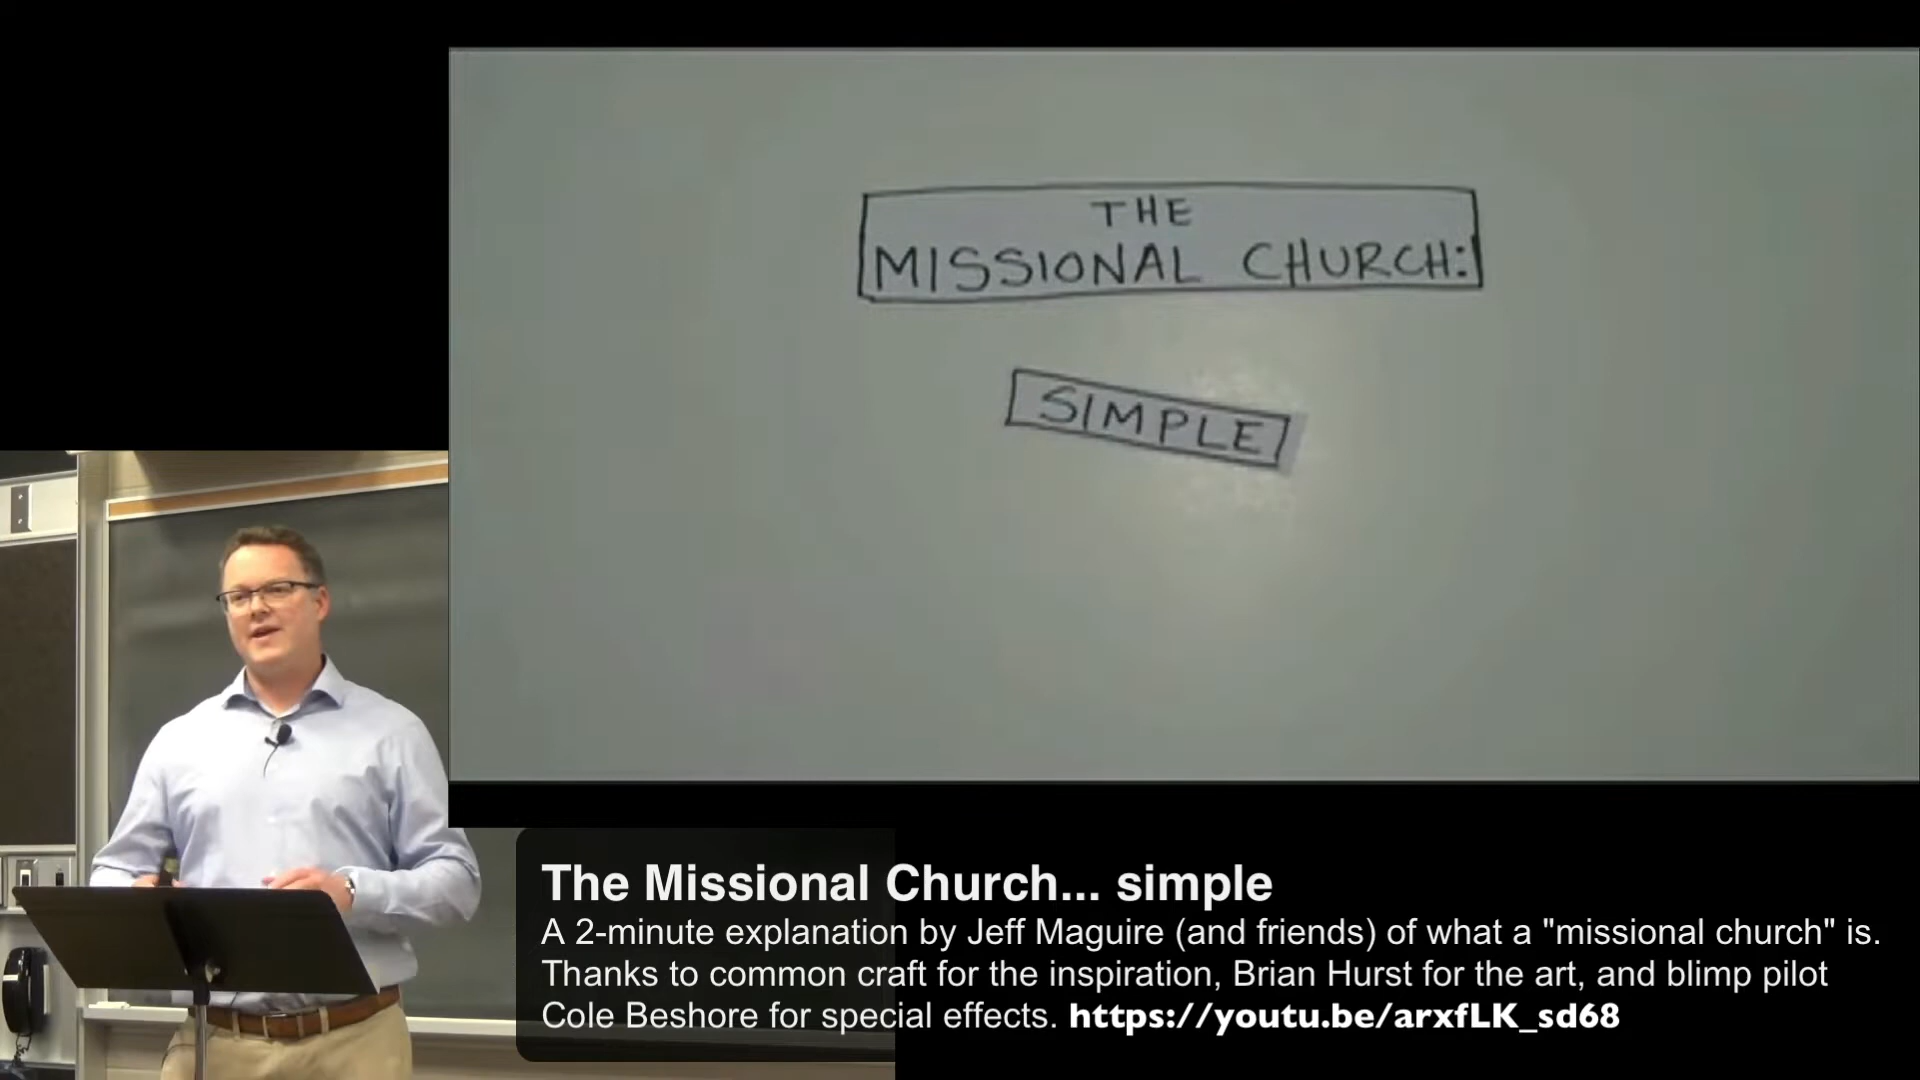 THE
MISSIONAL CHURCH:
SIMPLE
The Missional Church... simple
A 2-minute explanation by Jeff Maguire (and friends) of what a "missional church" is.
Thanks to common craft for the inspiration, Brian Hurst for the art, and blimp pilot
Cole Beshore for special effects. https://youtu.be/arxfLK_sd68